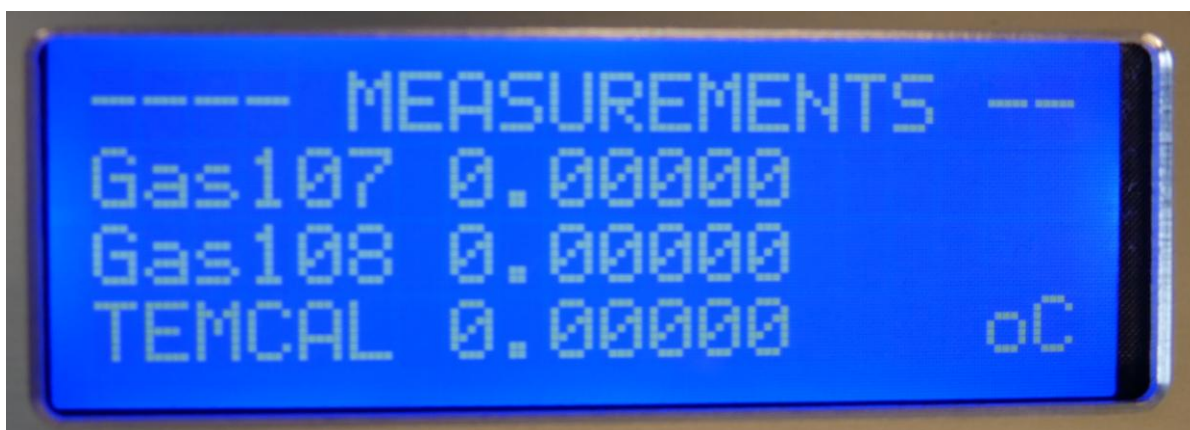 ---- MEASUREMENTS --
Gas107 0.00000
Gas108 0.00000
TEMCAL 0.00000 oC